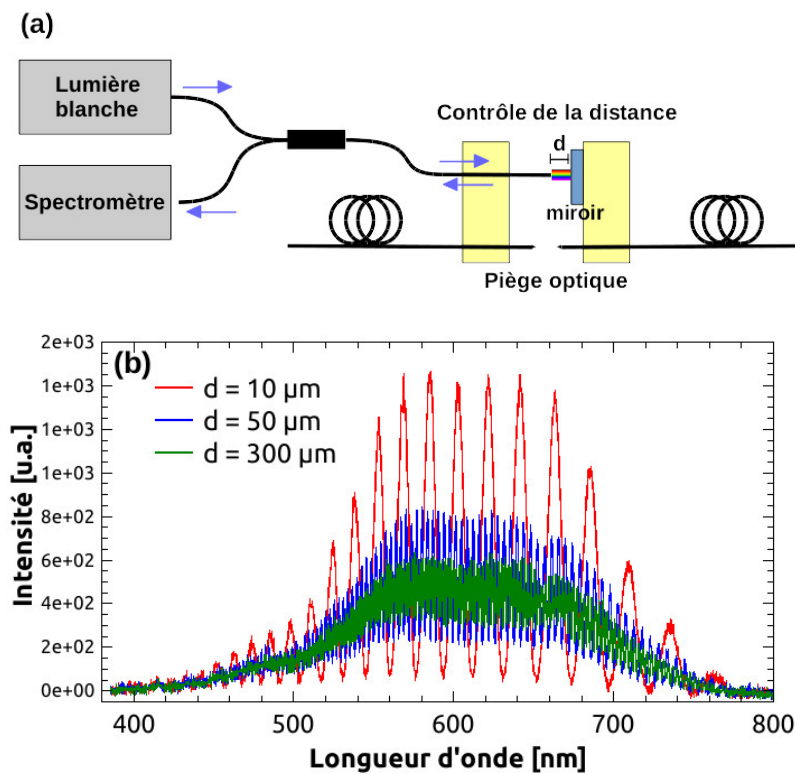 (a)
Lumière
blanche
Contrôle de la distance
d
Spectromètre
miroir
Piège optique
(b)
2e+03
1e+03
1e+03
1e+03
8e+02
6e+02
4e+02
2e+02
0e+00
Intensité [u.a.]
d = 10 µm
d = 50 µm
d = 300 µm
400 500 600 700 800
Longueur d'onde [nm]